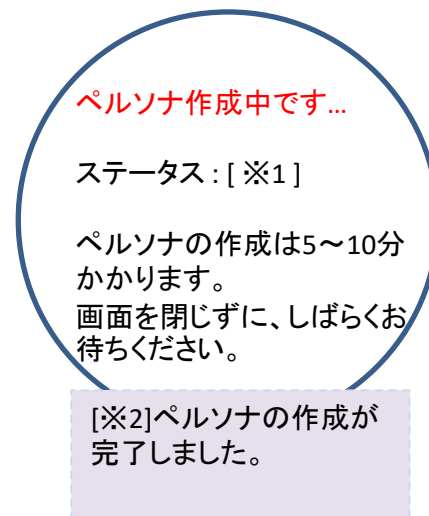 ペルソナ作成中です...
ステータス : [ ※1 ]
ペルソナの作成は5～10分
かかります。
画面を閉じずに、しばらくお
待ちください。
[※2]ペルソナの作成が
完了しました。